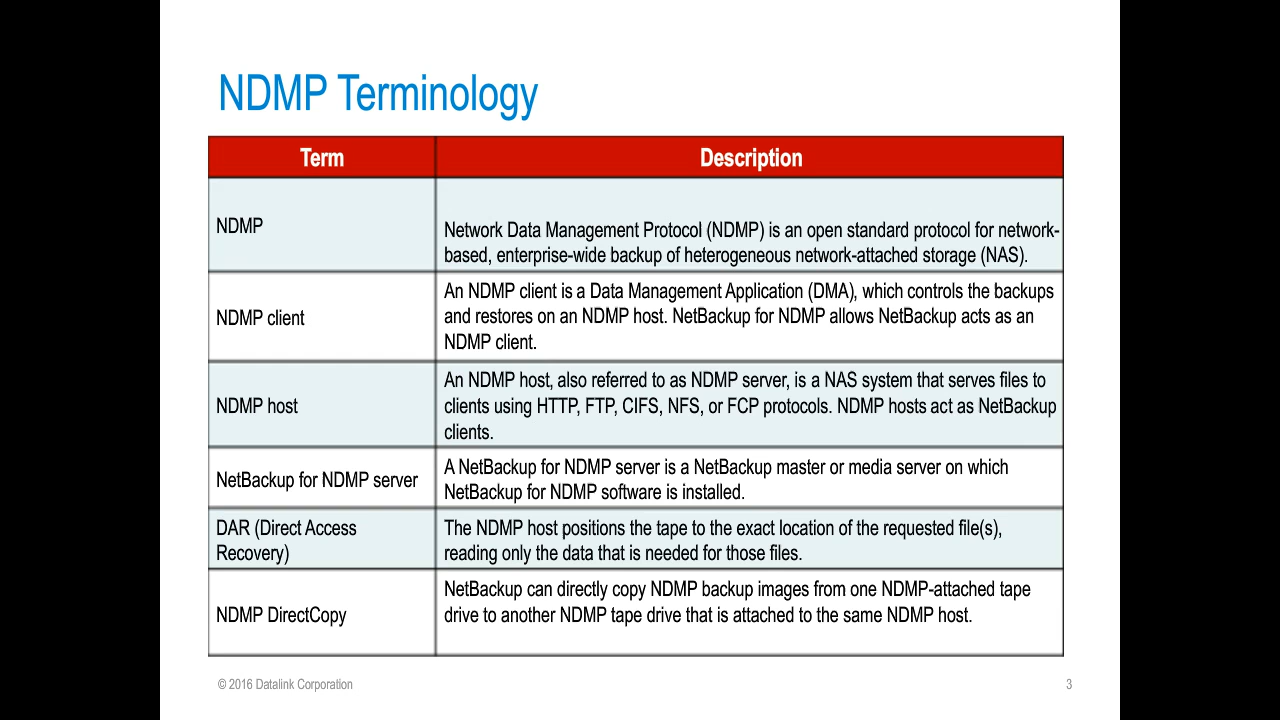 NDMP Terminology
Term
Description
NDMP
Network Data Management Protocol (NDMP) is an open standard protocol for network-
based, enterprise-wide backup of heterogeneous network-attached storage (NAS).
NDMP client
An NDMP client is a Data Management Application (DMA), which controls the backups
and restores on an NDMP host. NetBackup for NDMP allows NetBackup acts as an
NDMP client.
NDMP host
An NDMP host, also referred to as NDMP server, is a NAS system that serves files to
clients using HTTP, FTP, CIFS, NFS, or FCP protocols. NDMP hosts act as NetBackup
clients.
NetBackup for NDMP server
A NetBackup for NDMP server is a NetBackup master or media server on which
NetBackup for NDMP software is installed.
DAR (Direct Access
Recovery)
The NDMP host positions the tape to the exact location of the requested file(s),
reading only the data that is needed for those files.
NDMP DirectCopy
NetBackup can directly copy NDMP backup images from one NDMP-attached tape
drive to another NDMP tape drive that is attached to the same NDMP host.
© 2016 Datalink Corporation
3